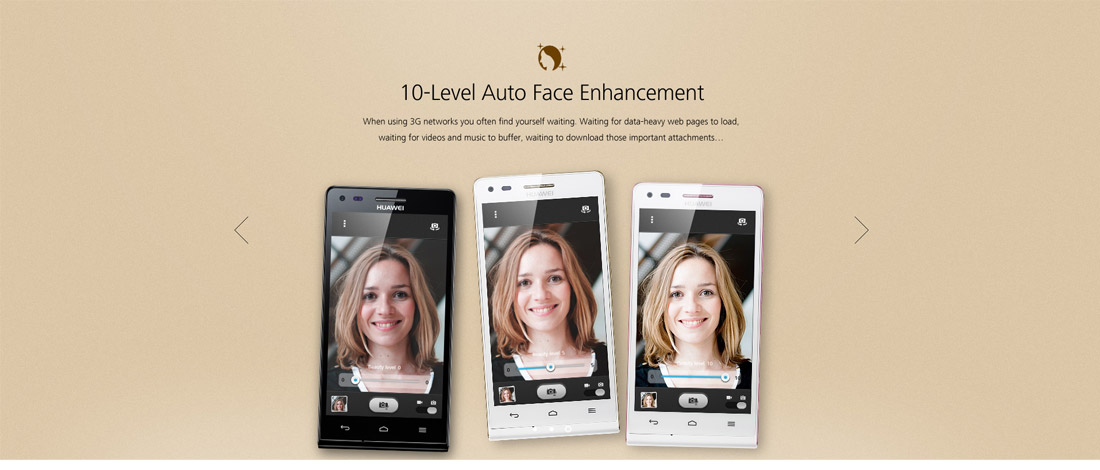 10-Level Auto Face Enhancement
When using 3G networks you often find yourself waiting. Waiting for data-heavy web pages to load,
waiting for videos and music to buffer, waiting to download those important attachments...
HUAWEI
HUAWEI
HUAWEI
Beauty level 0
Beauty level 5
Beauty level 10
0
0
10